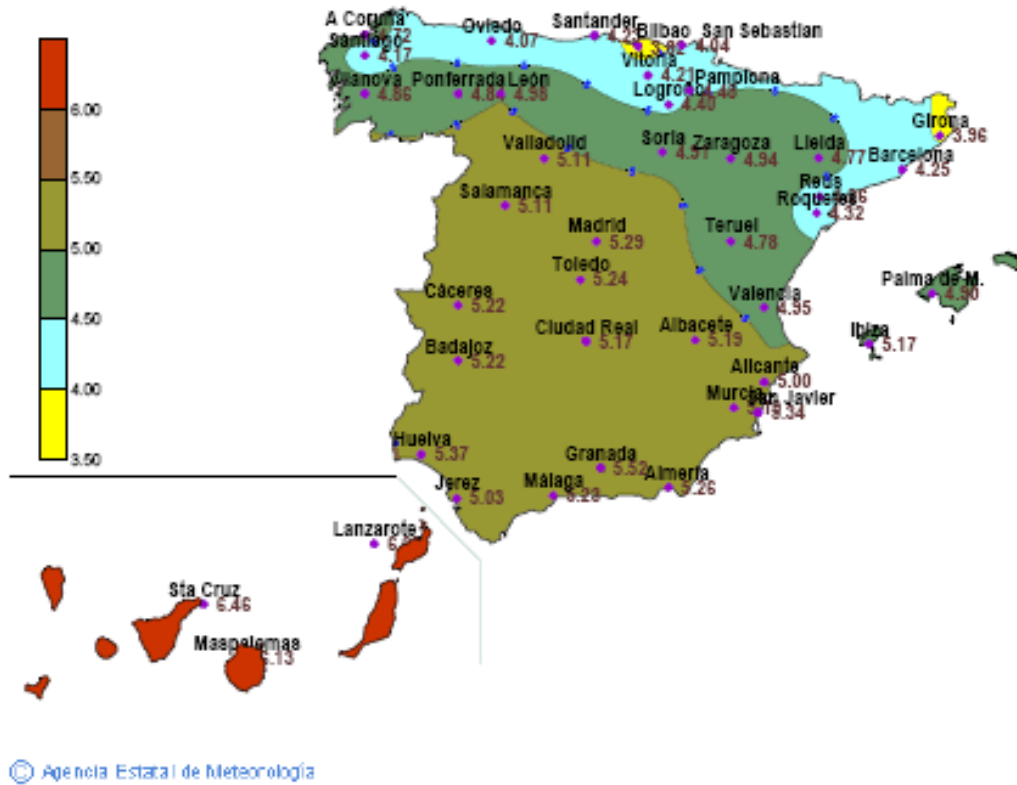 6.00
5.50
5.00
4.50
4.00
3.50
A Coruña
Santiago
4.17
Oviedo
4.07
Santander
Bilbao
San Sebastian
4.04
Vitoria
4.21
Pamplona
Logroño
4.40
Ponferrada
León
4.98
4.86
Valladolid
5.11
Soria
Zaragoza
4.94
Lleida
4.77
Girona
3.96
Barcelona
4.25
Reus
Roquetes
4.32
Salamanca
5.11
Madrid
5.29
Toledo
5.24
Teruel
4.78
Valencia
4.95
Palma de M.
4.90
Ibiza
5.17
Cáceres
5.22
Ciudad Real
5.17
Albacete
5.19
Badajoz
5.22
Alicante
5.00
Murcia
San Javier
5.34
Huelva
5.37
Granada
5.52
Almería
5.26
Jerez
5.03
Málaga
Lanzarote
Sta Cruz
6.46
Maspalomas
© Agencia Estatal de Meteorología